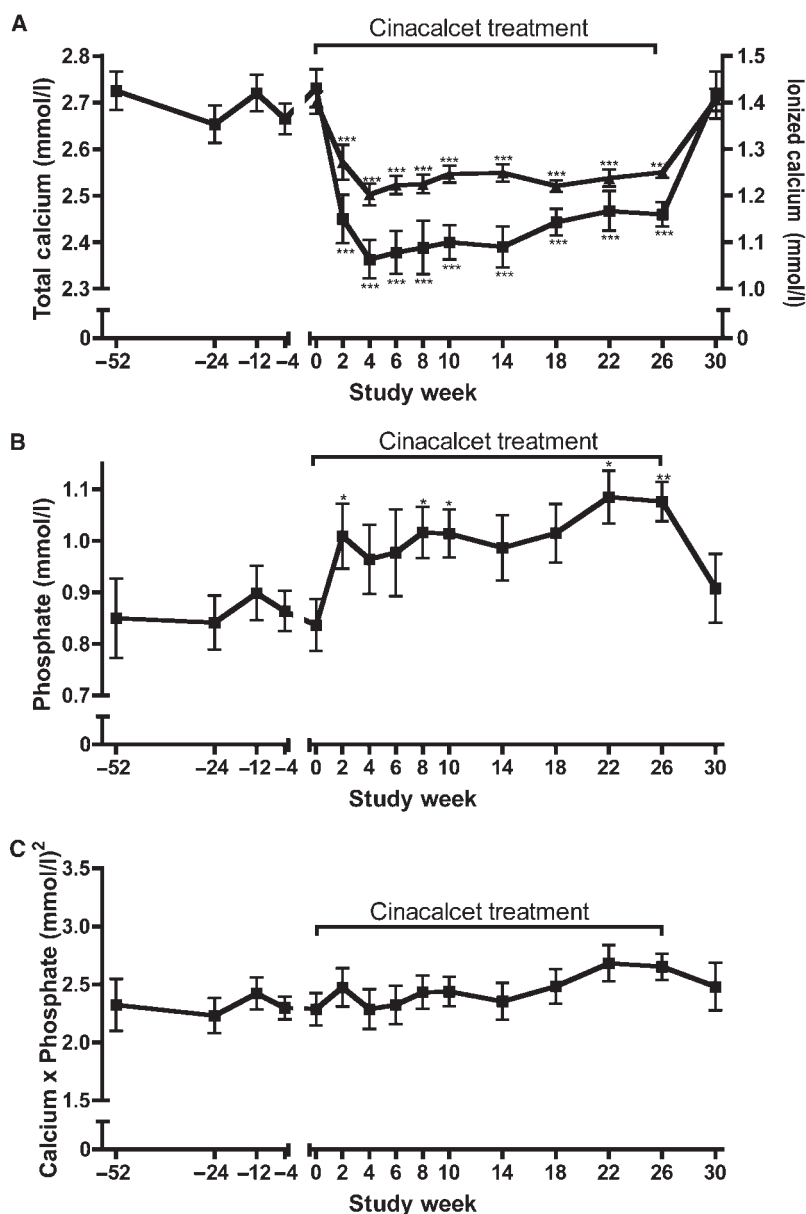 A
Cinacalcet treatment
Total calcium (mmol/l)
2.8
2.7
2.6
2.5
2.4
2.3
0
Ionized calcium (mmol/l)
1.5
1.4
1.3
1.2
1.1
1.0
0
*** *** *** *** *** *** *** *** ***
*** *** *** *** *** *** *** *** ***
−52 −24 −12 −4 0 2 4 6 8 10 14 18 22 26 30
Study week
B
Cinacalcet treatment
Phosphate (mmol/l)
1.1
1.0
0.9
0.8
0.7
0
* * * * **
−52 −24 −12 −4 0 2 4 6 8 10 14 18 22 26 30
Study week
C
Cinacalcet treatment
Calcium x Phosphate (mmol/l)²
3.5
3.0
2.5
2.0
1.5
0
−52 −24 −12 −4 0 2 4 6 8 10 14 18 22 26 30
Study week